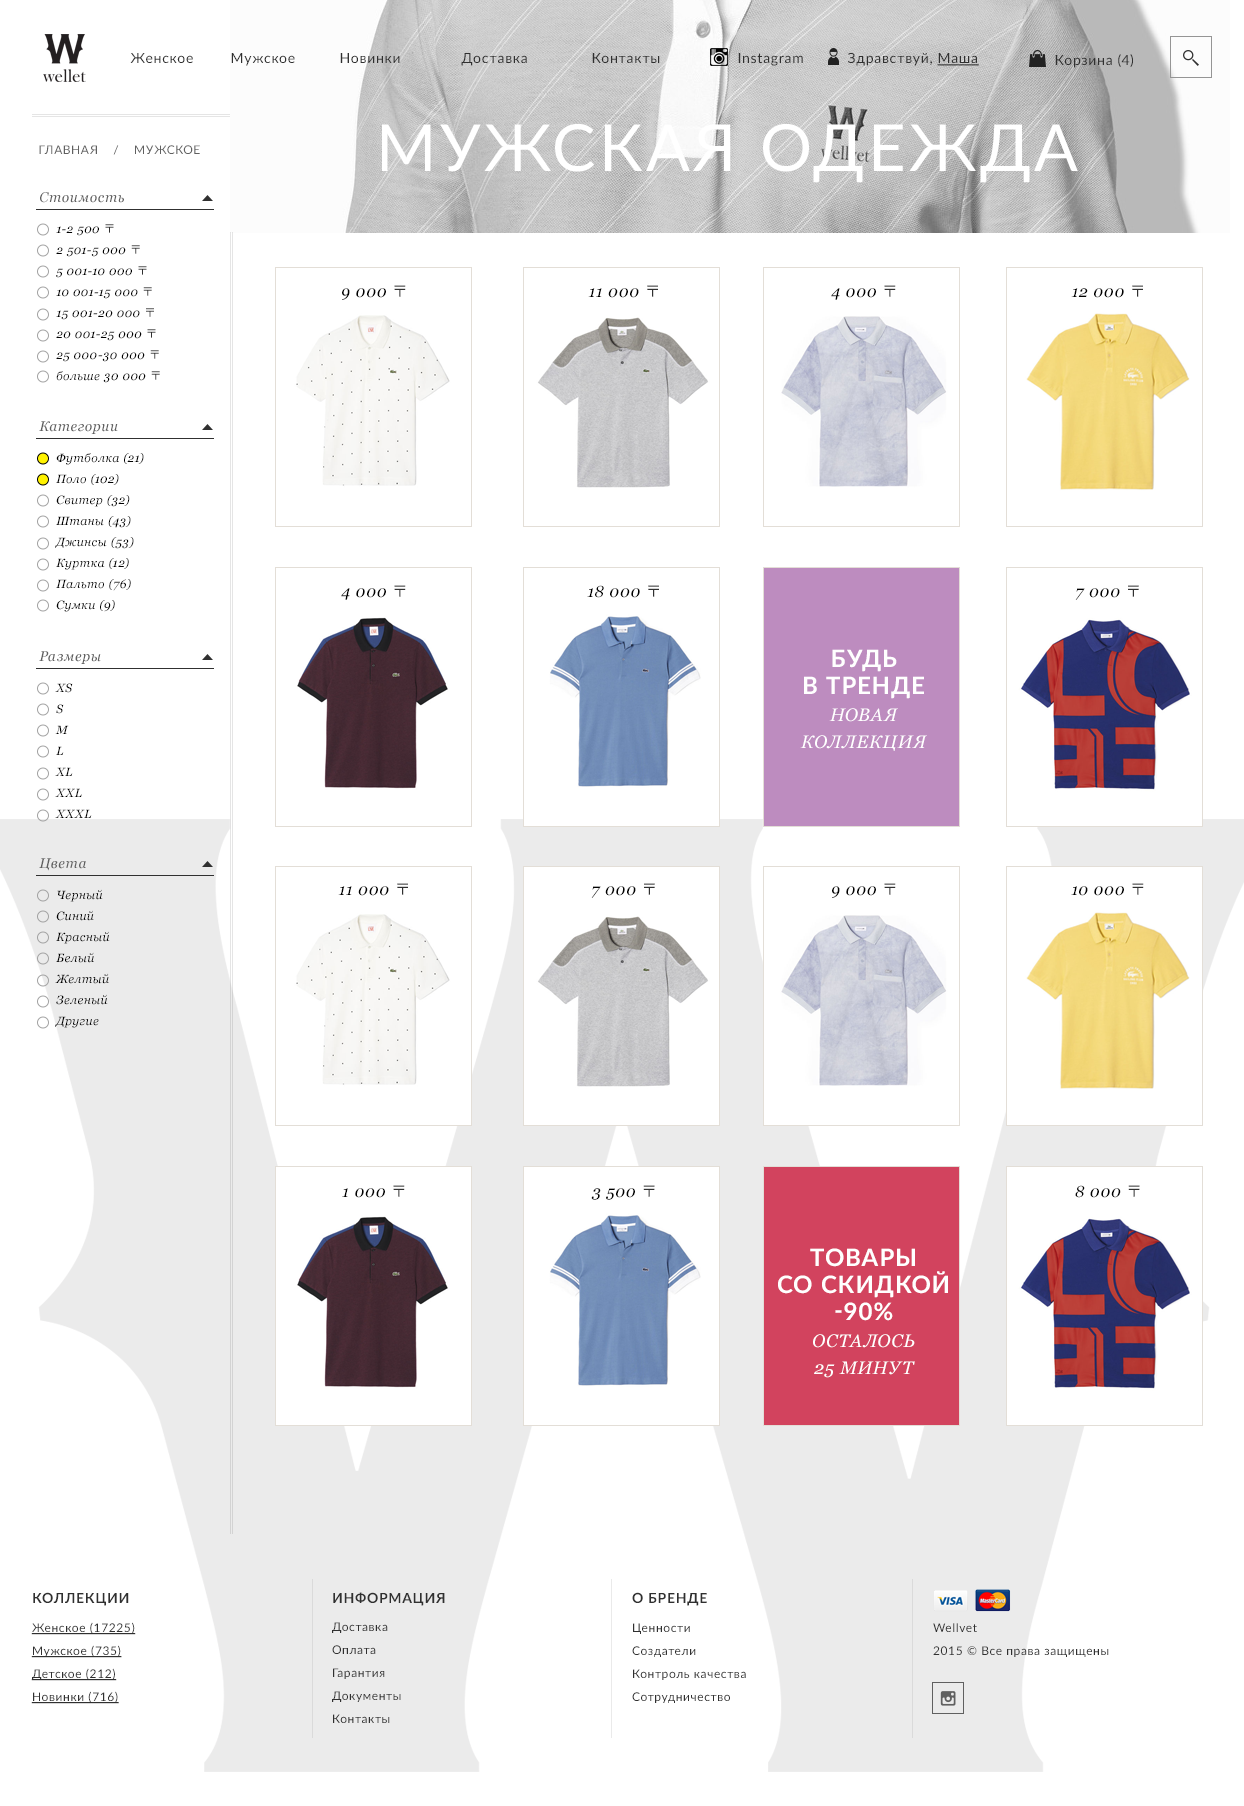 W
wellet
Женское Мужское Новинки Доставка Контакты Instagram Здравствуй, Маша Корзина (4)
W
wellvet
МУЖСКАЯ ОДЕЖДА
ГЛАВНАЯ / МУЖСКОЕ
Стоимость
1-2 500 ₸
2 501-5 000 ₸
5 001-10 000 ₸
10 001-15 000 ₸
15 001-20 000 ₸
20 001-25 000 ₸
25 000-30 000 ₸
больше 30 000 ₸
Категории
Футболка (21)
Поло (102)
Свитер (32)
Штаны (43)
Джинсы (53)
Куртка (12)
Пальто (76)
Сумки (9)
Размеры
XS
S
M
L
XL
XXL
XXXL
Цвета
Черный
Синий
Красный
Белый
Желтый
Зеленый
Другие
9 000 ₸
11 000 ₸
4 000 ₸
12 000 ₸
4 000 ₸
18 000 ₸
БУДЬ
В ТРЕНДЕ
НОВАЯ
КОЛЛЕКЦИЯ
7 000 ₸
11 000 ₸
7 000 ₸
9 000 ₸
10 000 ₸
1 000 ₸
3 500 ₸
ТОВАРЫ
СО СКИДКОЙ
-90%
ОСТАЛОСЬ
25 МИНУТ
8 000 ₸
КОЛЛЕКЦИИ
Женское (17225)
Мужское (735)
Детское (212)
Новинки (716)
ИНФОРМАЦИЯ
Доставка
Оплата
Гарантия
Документы
Контакты
О БРЕНДЕ
Ценности
Создатели
Контроль качества
Сотрудничество
VISA MasterCard
Wellvet
2015 © Все права защищены